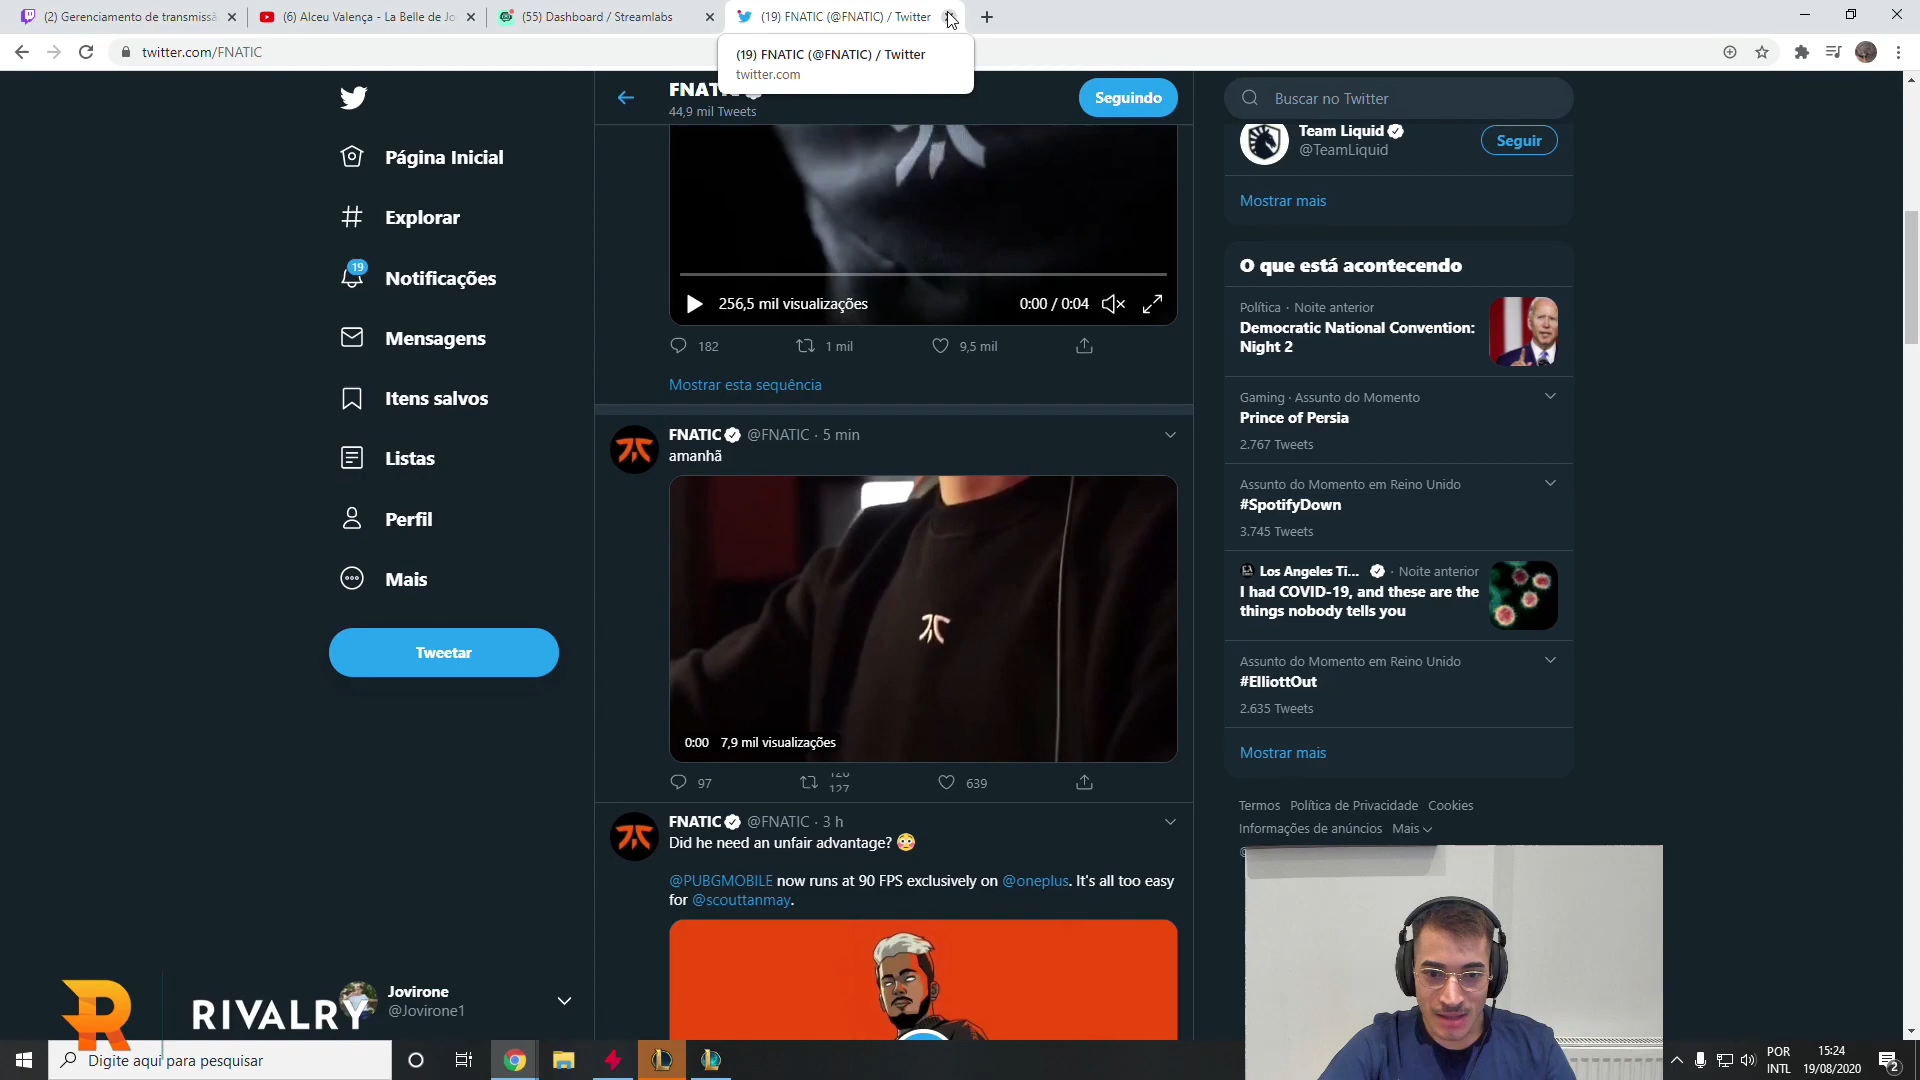 (2) Gerenciamento de transmissã
(6) Alceu Valença - La Belle de Jo
(55) Dashboard / Streamlabs
(19) FNATIC (@FNATIC) / Twitter
twitter.com/FNATIC
(19) FNATIC (@FNATIC) / Twitter
twitter.com
Página Inicial
Explorar
19
Notificações
Mensagens
Itens salvos
Listas
Perfil
Mais
Tweetar
Jovirone
@Jovirone1
RIVALRY
44,9 mil Tweets
Seguindo
256,5 mil visualizações
0:00 / 0:04
182
1 mil
9,5 mil
Mostrar esta sequência
FNATIC @FNATIC · 5 min
amanhã
0:00 7,9 mil visualizações
97
127
639
FNATIC @FNATIC · 3 h
Did he need an unfair advantage? 😳
@PUBGMOBILE now runs at 90 FPS exclusively on @oneplus. It's all too easy
for @scouttanmay.
Buscar no Twitter
Team Liquid
@TeamLiquid
Seguir
Mostrar mais
O que está acontecendo
Política · Noite anterior
Democratic National Convention:
Night 2
Gaming · Assunto do Momento
Prince of Persia
2.767 Tweets
Assunto do Momento em Reino Unido
#SpotifyDown
3.745 Tweets
Los Angeles Ti... · Noite anterior
I had COVID-19, and these are the
things nobody tells you
Assunto do Momento em Reino Unido
#ElliottOut
2.635 Tweets
Mostrar mais
Termos Política de Privacidade Cookies
Informações de anúncios Mais
Digite aqui para pesquisar
POR
INTL
15:24
19/08/2020
2